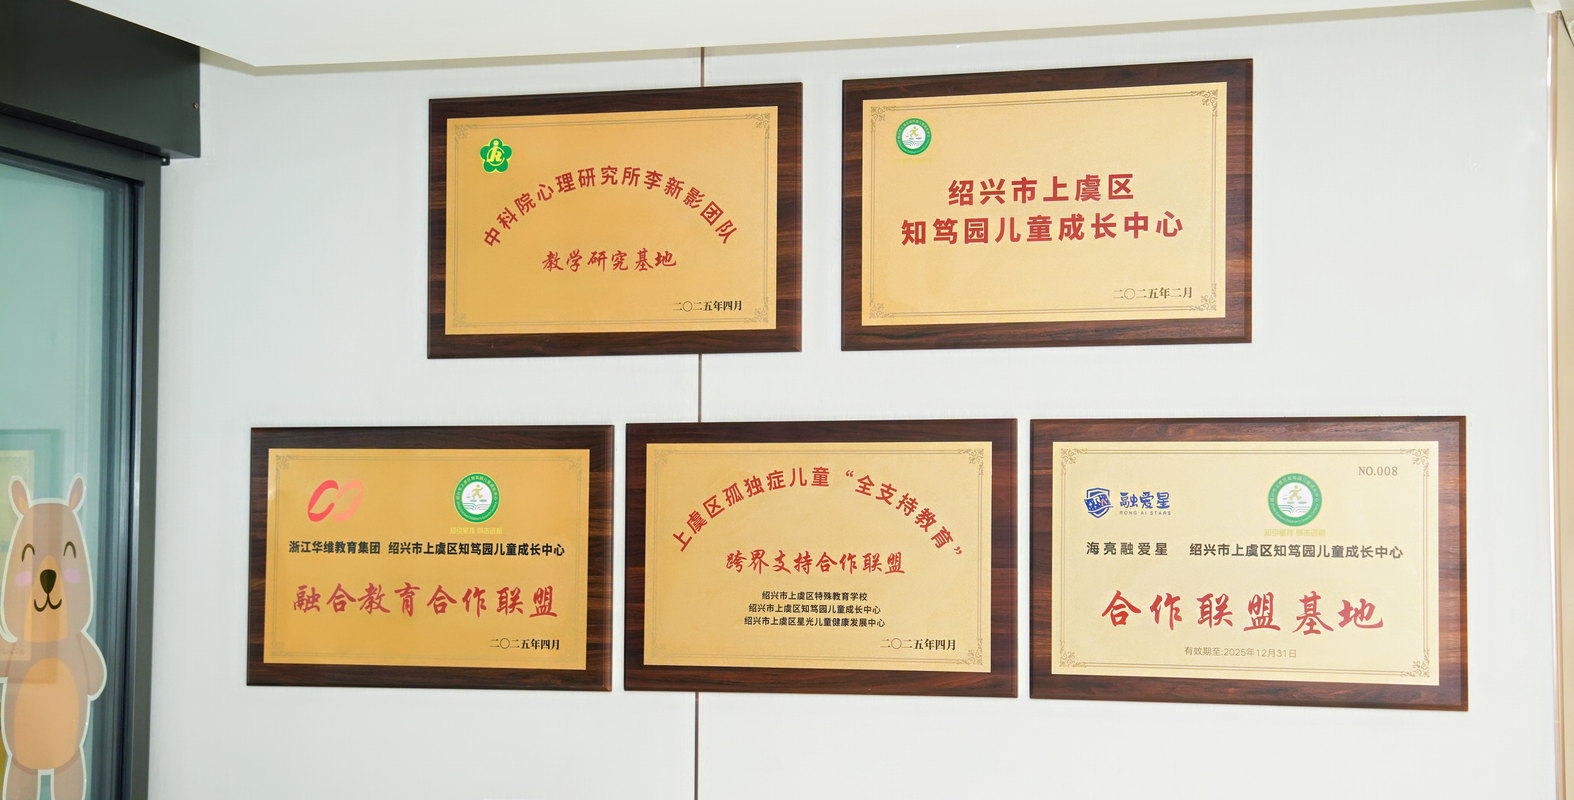 中科院心理研究所李新影团队
教学研究基地
二〇二五年四月
绍兴市上虞区
知笃园儿童成长中心
二〇二五年二月
浙江华维教育集团 绍兴市上虞区知笃园儿童成长中心
融合教育合作联盟
二〇二五年四月
上虞区孤独症儿童“全支持教育”
跨界支持合作联盟
绍兴市上虞区特殊教育学校
绍兴市上虞区知笃园儿童成长中心
绍兴市上虞区星光儿童健康发展中心
二〇二五年四月
NO.008
融爱星
RONG AI STARS
海亮融爱星 绍兴市上虞区知笃园儿童成长中心
合作联盟基地
有效期至:2025年12月31日